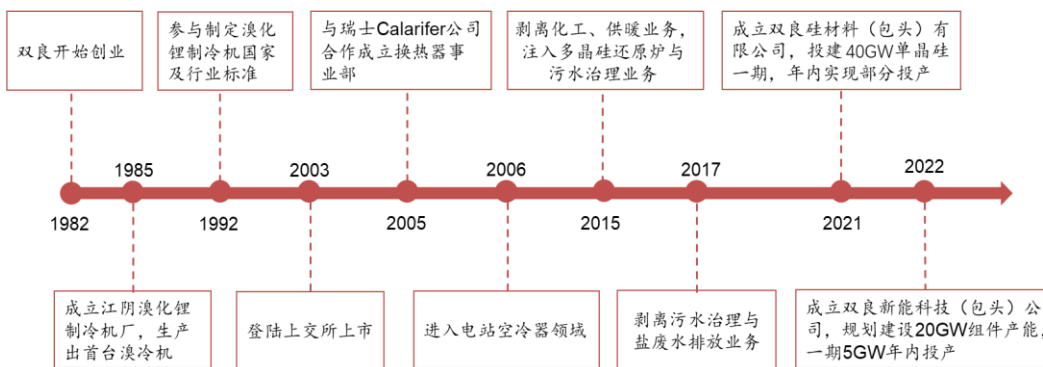 双良开始创业
参与制定溴化
锂制冷机国家
及行业标准
与瑞士Calarifer公司
合作成立换热器事
业部
剥离化工、供暖业务，
注入多晶硅还原炉与
污水治理业务
成立双良硅材料（包头）有
限公司，投建40GW单晶硅
一期，年内实现部分投产
1985
2003
2006
2017
2022
1982
1992
2005
2015
2021
成立江阴溴化锂
制冷机厂，生产
出首台溴冷机
登陆上交所上市
进入电站空冷器领域
剥离污水治理与
盐废水排放业务
成立双良新能科技（包头）公
司，规划建设20GW组件产能，
一期5GW年内投产